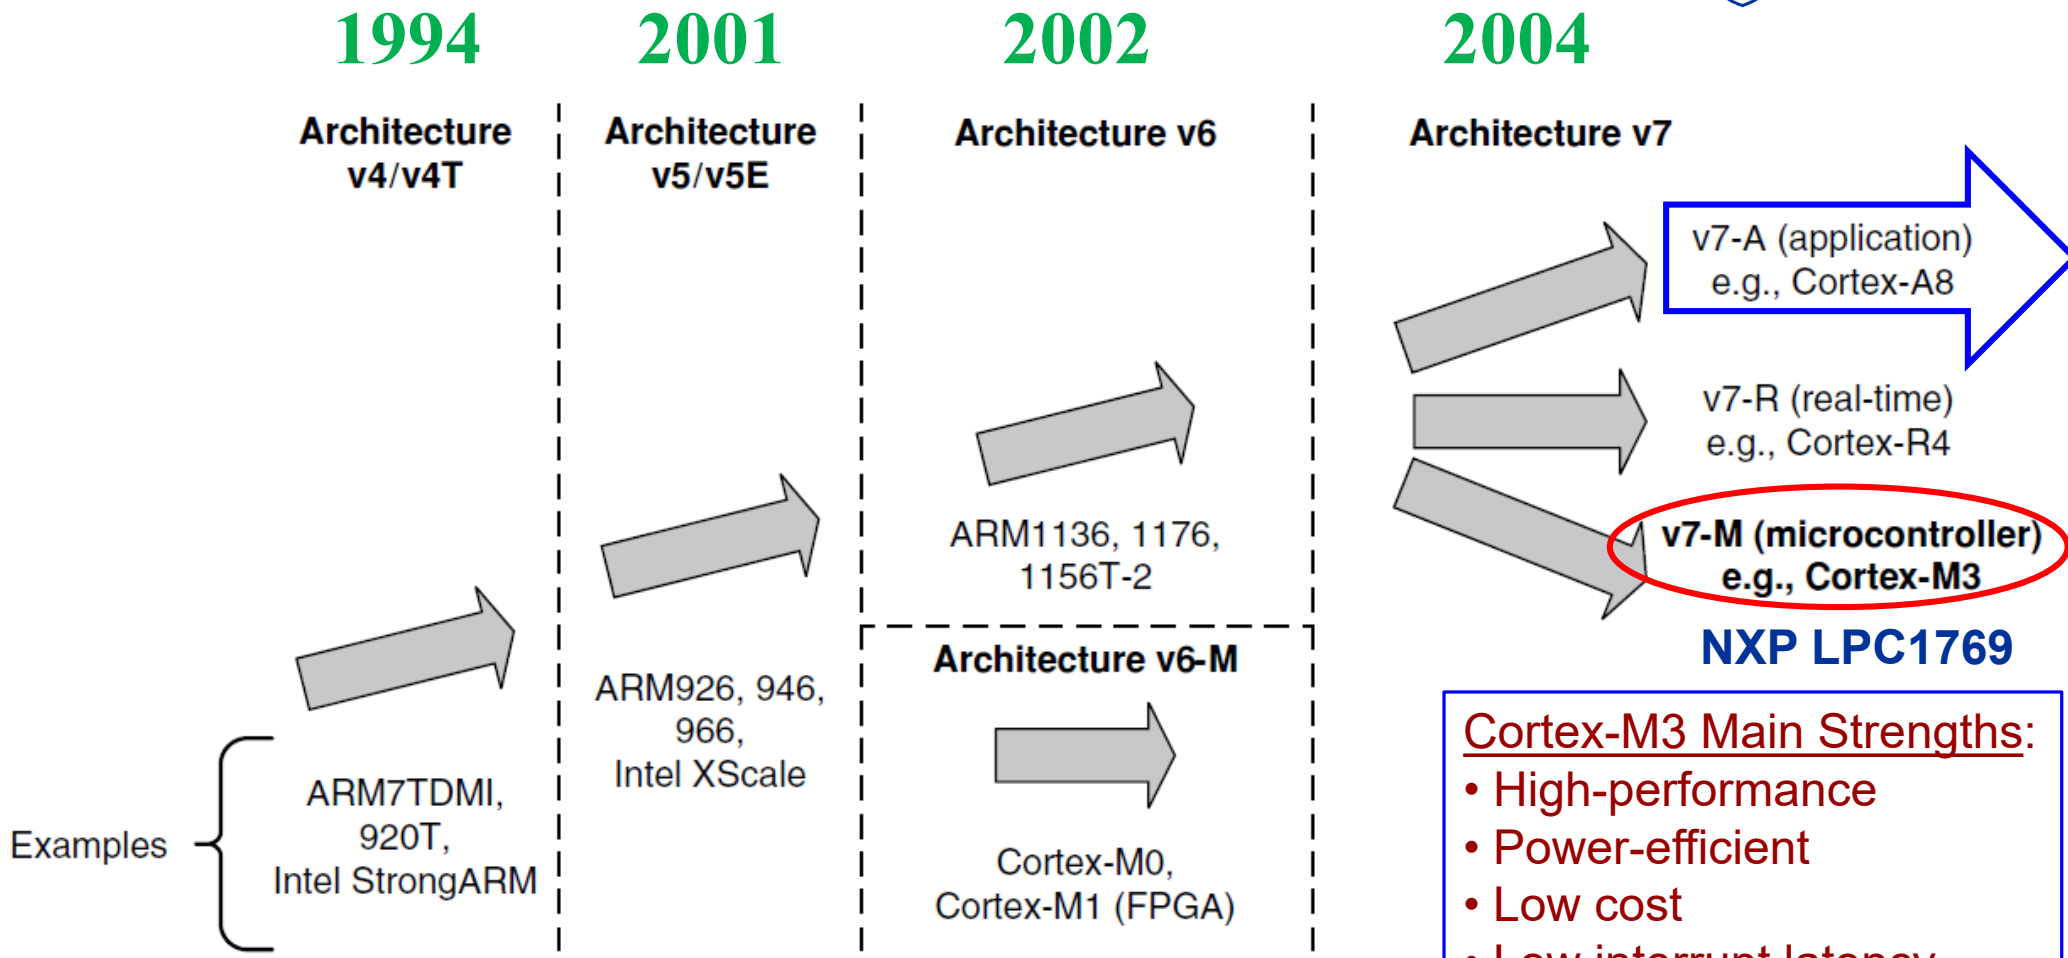 1994
2001
2002
2004
Architecture
v4/v4T
Architecture
v5/v5E
Architecture v6
Architecture v7
v7-A (application)
e.g., Cortex-A8
v7-R (real-time)
e.g., Cortex-R4
v7-M (microcontroller)
e.g., Cortex-M3
NXP LPC1769
ARM1136, 1176,
1156T-2
Architecture v6-M
Cortex-M0,
Cortex-M1 (FPGA)
ARM926, 946,
966,
Intel XScale
Examples
ARM7TDMI,
920T,
Intel StrongARM
Cortex-M3 Main Strengths:
• High-performance
• Power-efficient
• Low cost
• Low interrupt latency